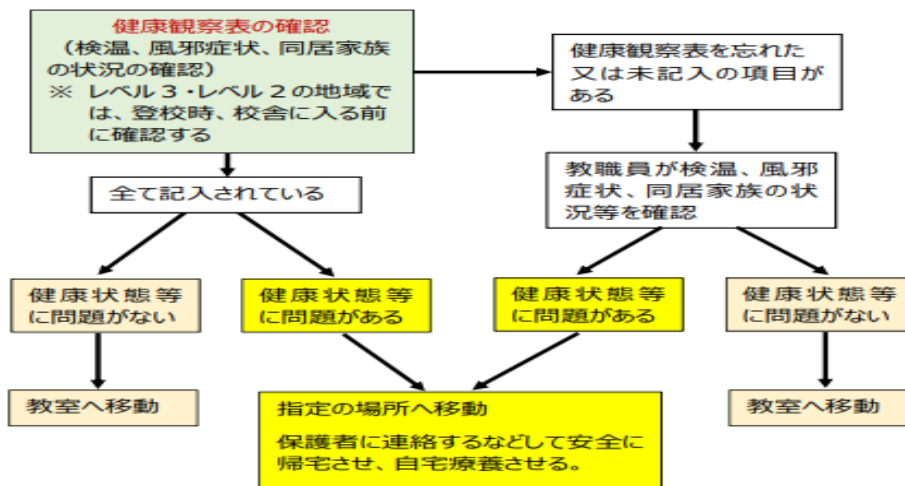 健康観察表の確認
（検温、風邪症状、同居家族
の状況の確認）
※ レベル３・レベル２の地域で
は、登校時、校舎に入る前
に確認する
健康観察表を忘れた
又は未記入の項目が
ある
全て記入されている
教職員が検温、風邪
症状、同居家族の状
況等を確認
健康状態等
に問題がない
健康状態等
に問題がある
健康状態等
に問題がある
健康状態等
に問題がない
教室へ移動
指定の場所へ移動
保護者に連絡するなどして安全に
帰宅させ、自宅療養させる。
教室へ移動